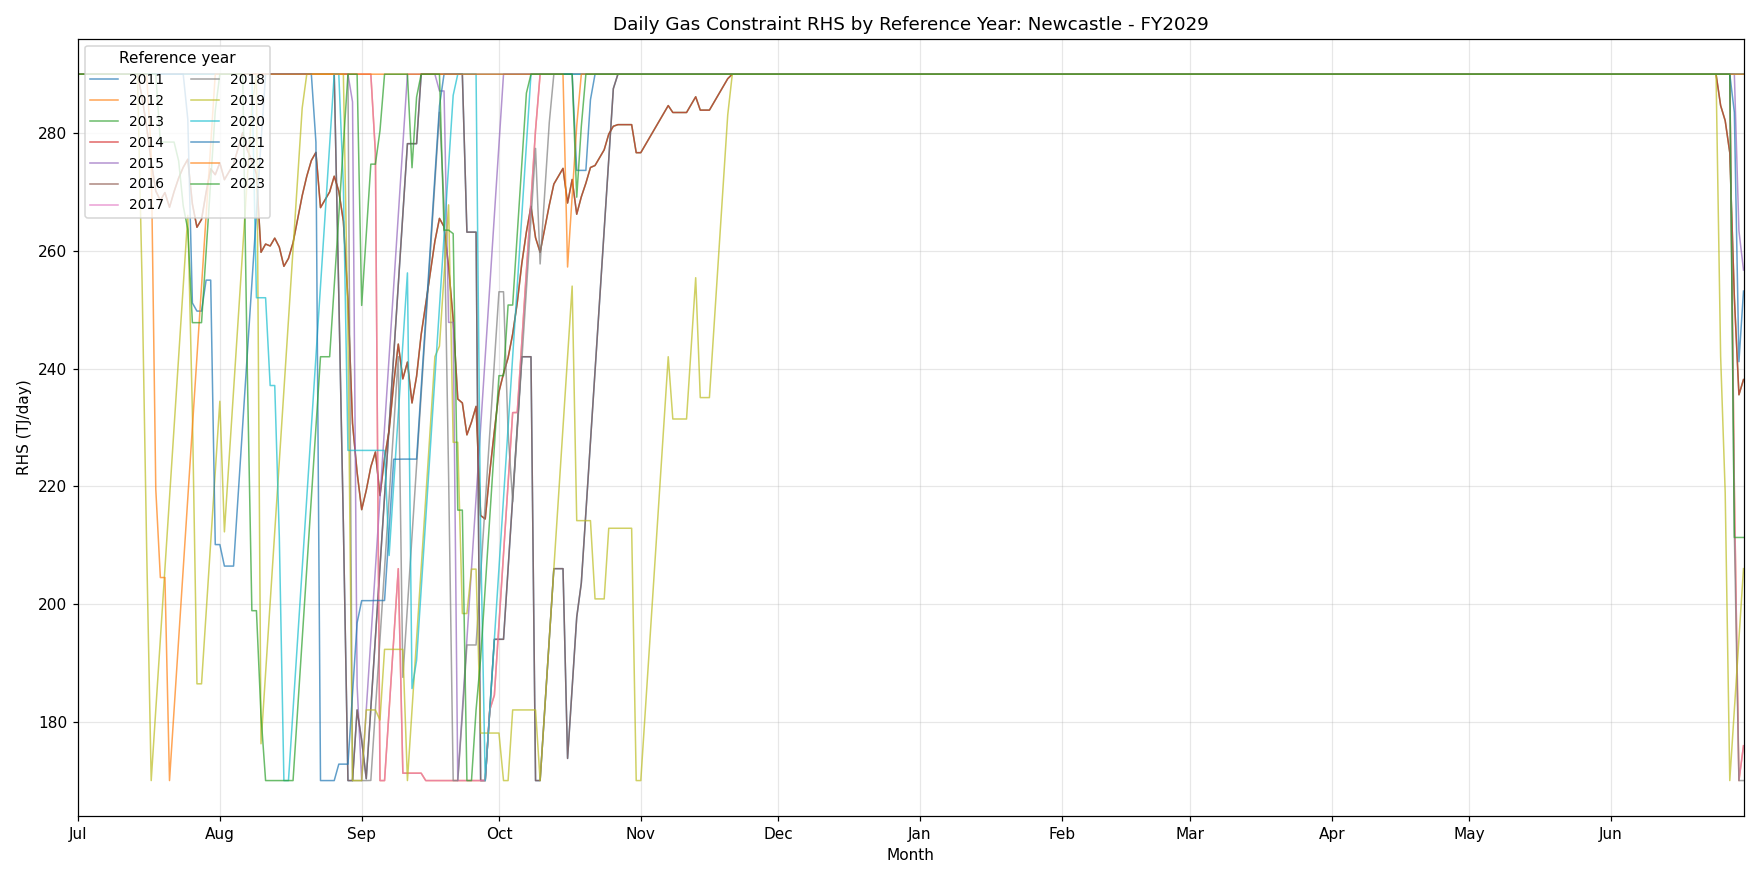 Daily Gas Constraint RHS by Reference Year: Newcastle - FY2029
Reference year
2011 2018
2012 2019
2013 2020
2014 2021
2015 2022
2016 2023
2017
280
260
240
220
200
180
RHS (TJ/day)
Jul Aug Sep Oct Nov Dec Jan Feb Mar Apr May Jun
Month